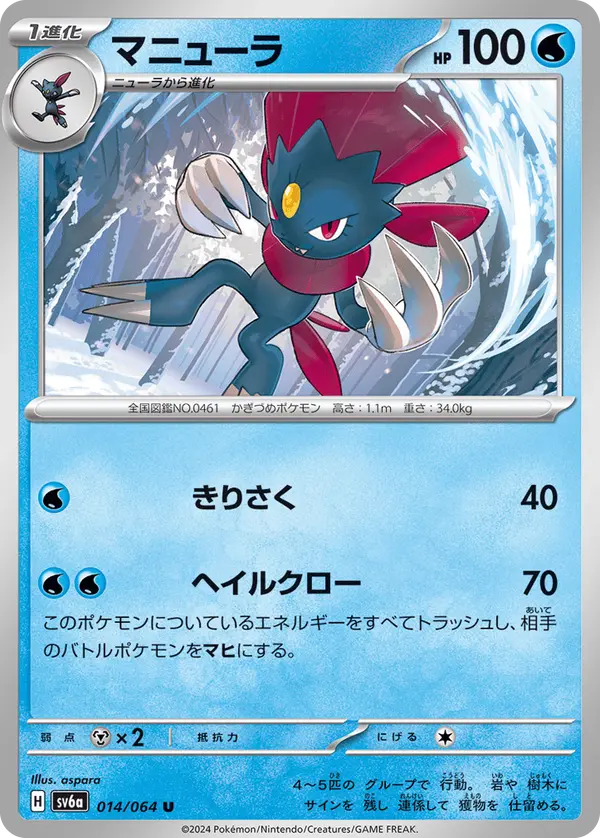 1進化
マニューラ
HP 100
ニューラから進化
全国図鑑NO.0461 かぎづめポケモン 高さ:1.1m 重さ:34.0kg
きりさく 40
ヘイルクロー 70
このポケモンについているエネルギーをすべてトラッシュし、相手
のバトルポケモンをマヒにする。
弱点 ×2 抵抗力 にげる
Illus. aspara
H sv6a 014/064 U
4〜5匹の グループで 行動。岩や 樹木に
サインを 残し 連係して 獲物を 仕留める。
©2024 Pokémon/Nintendo/Creatures/GAME FREAK.